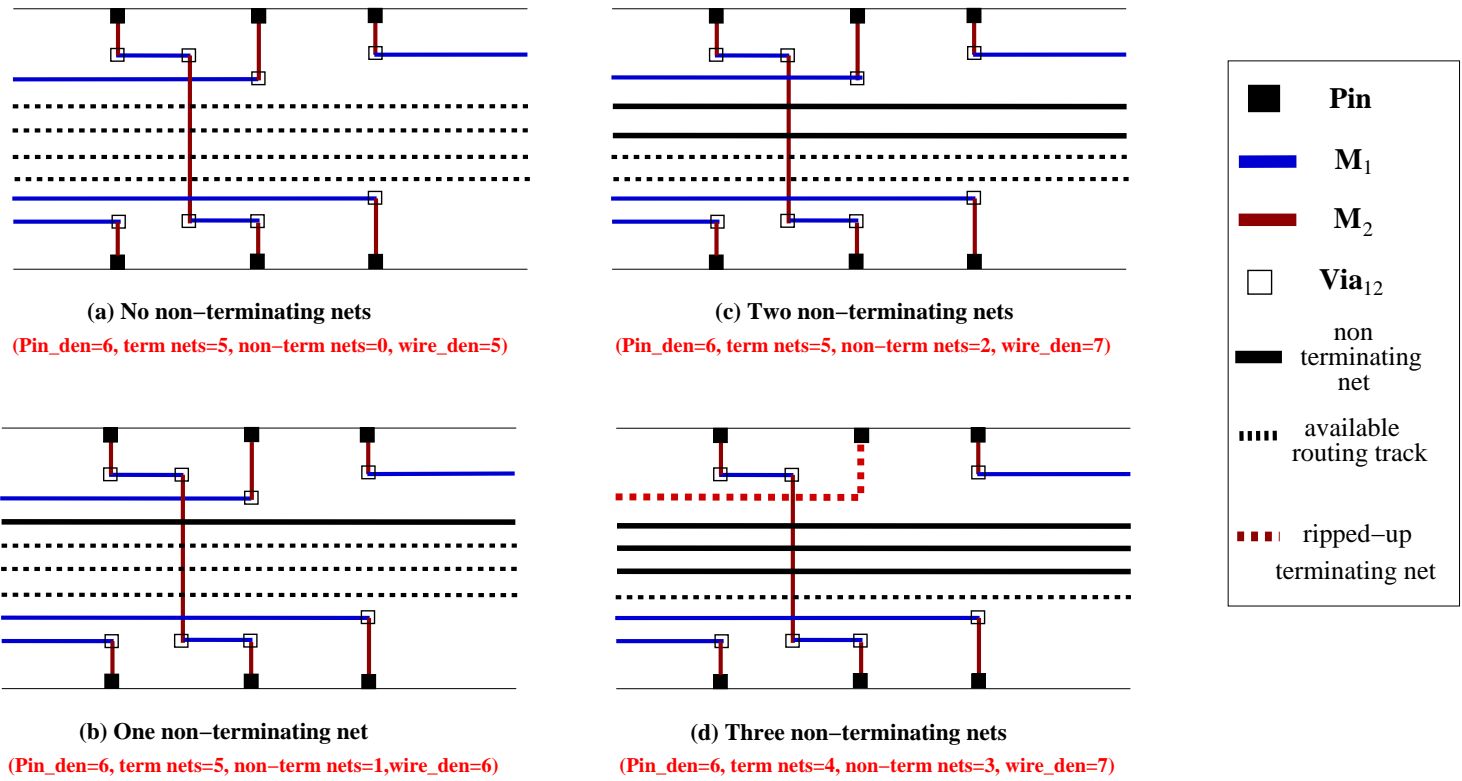 (a) No non−terminating nets
(Pin_den=6, term nets=5, non−term nets=0, wire_den=5)
(c) Two non−terminating nets
(Pin_den=6, term nets=5, non−term nets=2, wire_den=7)
(b) One non−terminating net
(Pin_den=6, term nets=5, non−term nets=1,wire_den=6)
(d) Three non−terminating nets
(Pin_den=6, term nets=4, non−term nets=3, wire_den=7)
Pin
M1
M2
Via12
non
terminating
net
available
routing track
ripped−up
terminating net